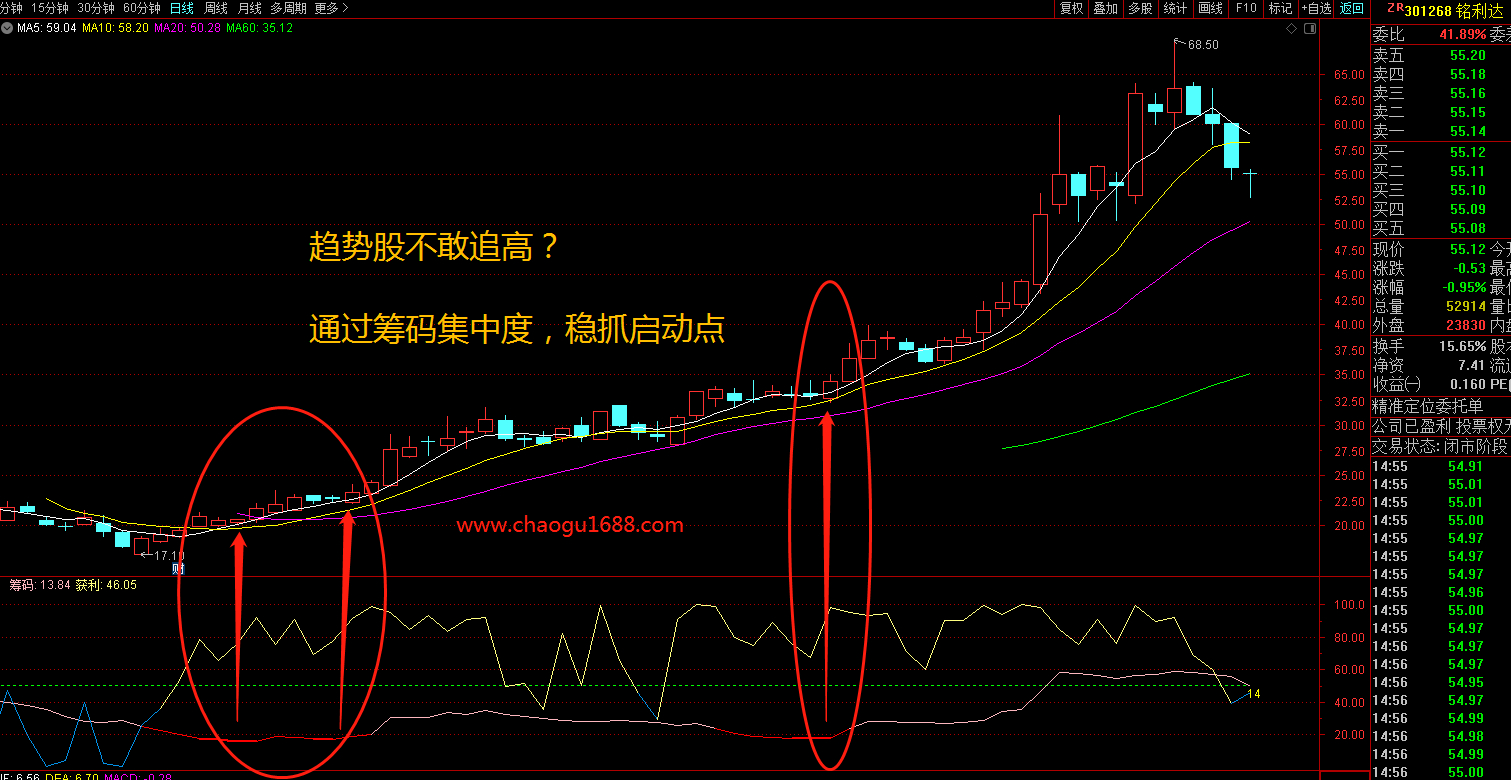 分钟 15分钟 30分钟 60分钟 日线 周线 月线 多周期 更多
复权 叠加 多股 统计 画线 F10 标记 +自选 返回
ZR301268 铭利达
MA5: 59.04 MA10: 58.20 MA20: 50.28 MA60: 35.12
68.50
趋势股不敢追高？
通过筹码集中度，稳抓启动点
www.chaogu1688.com
17.10
财
65.00
62.50
60.00
57.50
55.00
52.50
50.00
47.50
45.00
42.50
40.00
37.50
35.00
32.50
30.00
27.50
25.00
22.50
20.00
筹码: 13.84 获利: 46.05
100.0
80.00
60.00
40.00
20.00
14
DEA: 6.70 MACD: -0.28
委比 41.89%
卖五 55.20
卖四 55.18
卖三 55.16
卖二 55.15
卖一 55.14
买一 55.12
买二 55.11
买三 55.10
买四 55.09
买五 55.08
现价 55.12 今
涨跌 -0.53 最
涨幅 -0.95% 最
总量 52914 量
外盘 23830 内
换手 15.65% 股
净资 7.41 流
收益㈠ 0.160 PE
精准定位委托单
公司已盈利 投票权
交易状态: 闭市阶段
14:55 54.91
14:55 55.01
14:55 55.01
14:55 55.00
14:55 54.97
14:55 54.97
14:55 54.97
14:55 54.96
14:55 55.00
14:55 54.97
14:56 54.97
14:56 54.97
14:56 54.95
14:56 54.97
14:56 54.99
14:56 54.98
14:56 54.99
14:56 55.00